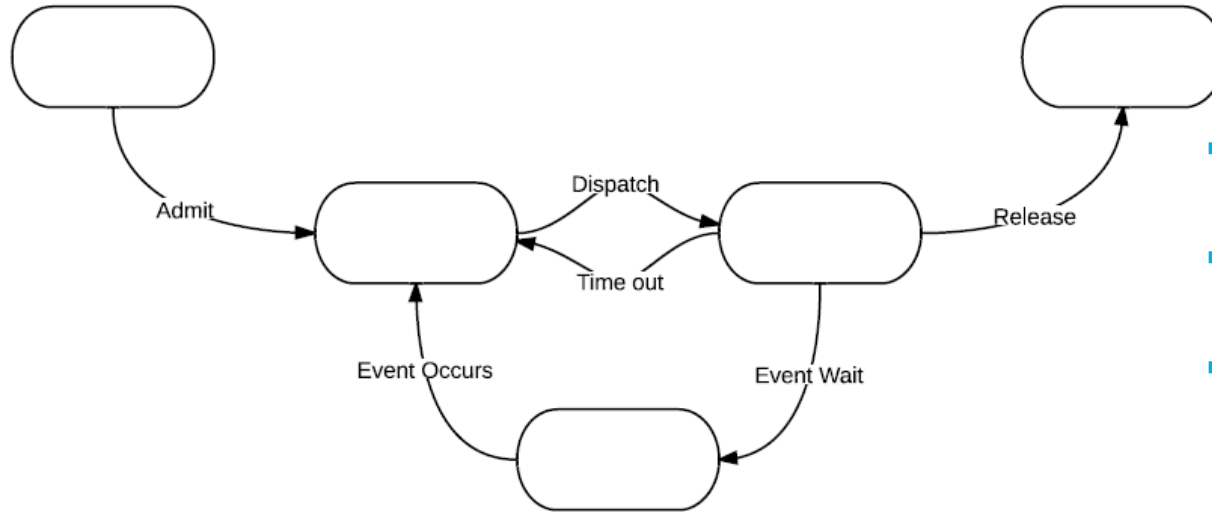 Dispatch
Admit
Release
Time out
Event Occurs
Event Wait